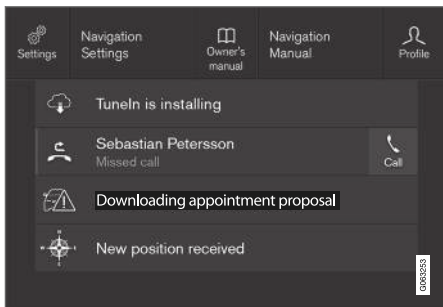 Settings
Navigation
Settings
Owner's
manual
Navigation
Manual
Profile
TuneIn is installing
Sebastian Petersson
Missed call
Call
Downloading appointment proposal
New position received
G063253